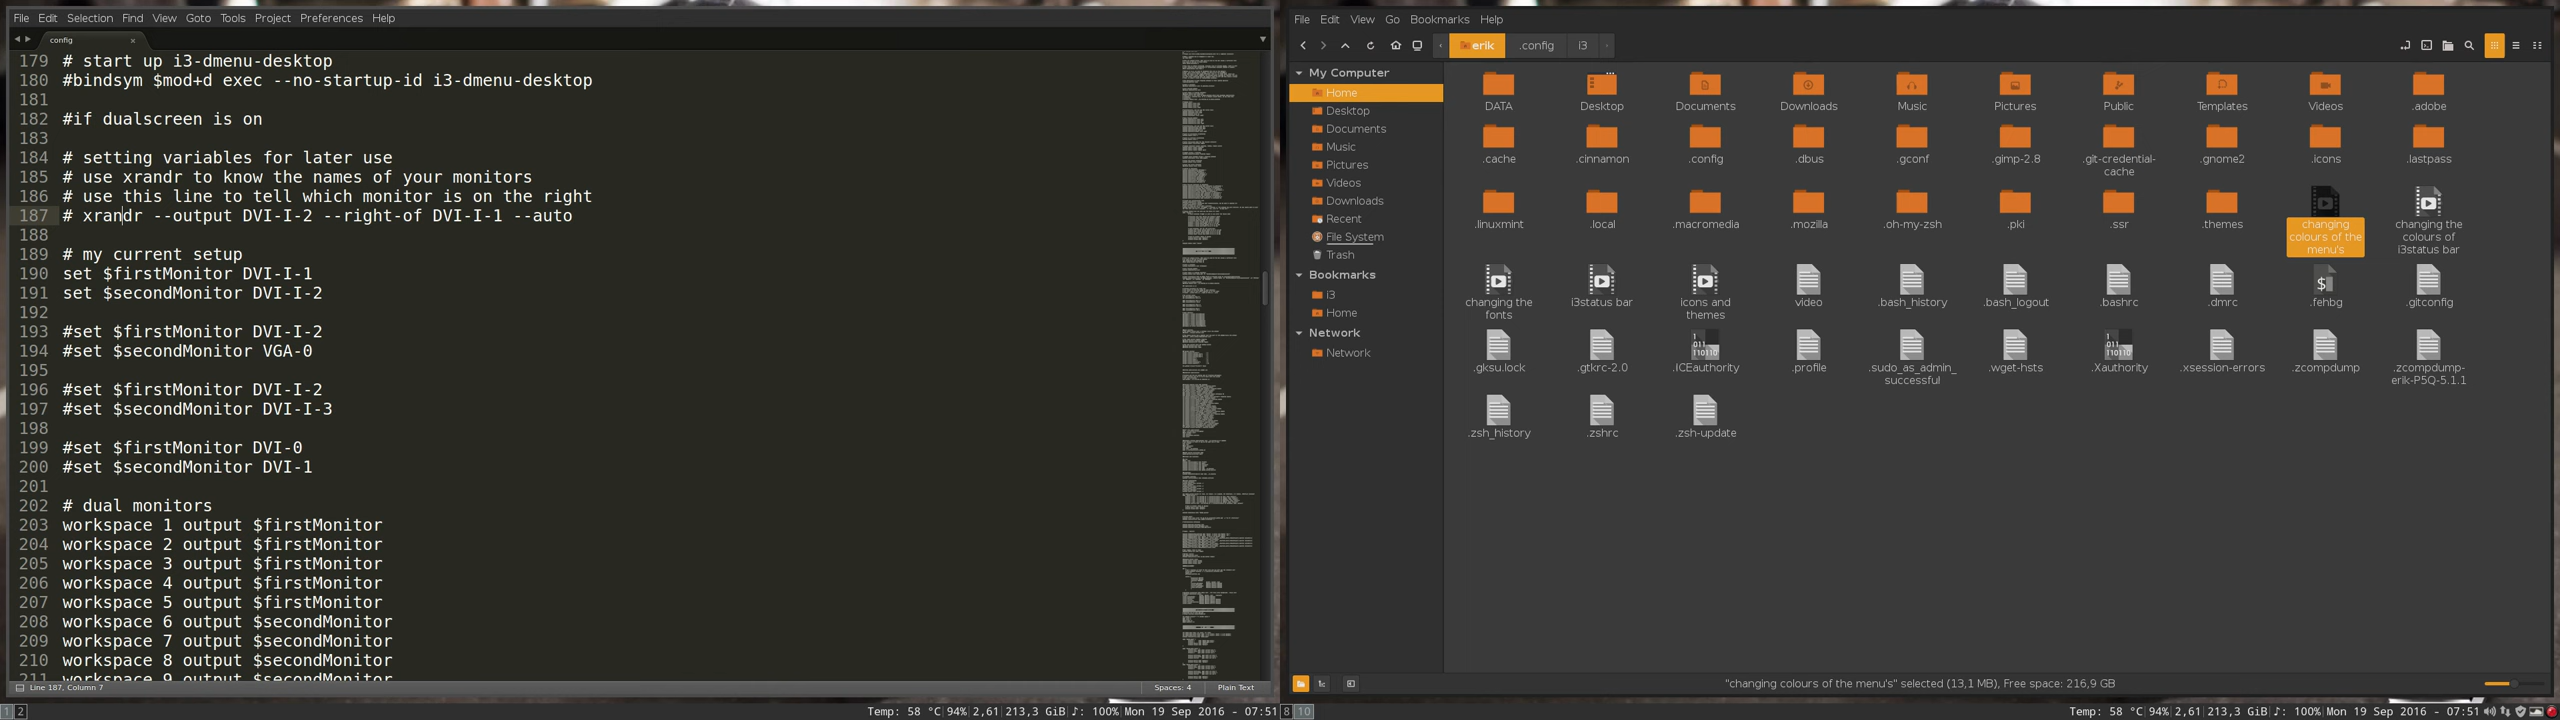 File Edit Selection Find View Goto Tools Project Preferences Help
config
179 # start up i3-dmenu-desktop
180 #bindsym $mod+d exec --no-startup-id i3-dmenu-desktop
181
182 #if dualscreen is on
183
184 # setting variables for later use
185 # use xrandr to know the names of your monitors
186 # use this line to tell which monitor is on the right
187 # xrandr --output DVI-I-2 --right-of DVI-I-1 --auto
188
189 # my current setup
190 set $firstMonitor DVI-I-1
191 set $secondMonitor DVI-I-2
192
193 #set $firstMonitor DVI-I-2
194 #set $secondMonitor VGA-0
195
196 #set $firstMonitor DVI-I-2
197 #set $secondMonitor DVI-I-3
198
199 #set $firstMonitor DVI-0
200 #set $secondMonitor DVI-1
201
202 # dual monitors
203 workspace 1 output $firstMonitor
204 workspace 2 output $firstMonitor
205 workspace 3 output $firstMonitor
206 workspace 4 output $firstMonitor
207 workspace 5 output $firstMonitor
208 workspace 6 output $secondMonitor
209 workspace 7 output $secondMonitor
210 workspace 8 output $secondMonitor
211 workspace 9 output $secondMonitor
Line 187, Column 7 Spaces: 4 Plain Text
1 2 Temp: 58 °C 94% 2,61 213,3 GiB ♪: 100% Mon 19 Sep 2016 - 07:51
File Edit View Go Bookmarks Help
erik .config i3
My Computer
Home
Desktop
Documents
Music
Pictures
Videos
Downloads
Recent
File System
Trash
Bookmarks
i3
Home
Network
Network
DATA Desktop Documents Downloads Music Pictures Public Templates Videos .adobe
.cache .cinnamon .config .dbus .gconf .gimp-2.8 .git-credential- .gnome2 .icons .lastpass
cache
.linuxmint .local .macromedia .mozilla .oh-my-zsh .pki .ssr .themes changing changing the
colours of the colours of
menu's i3status bar
changing the i3status bar icons and video .bash_history .bash_logout .bashrc .dmrc .fehbg .gitconfig
fonts themes
.gksu.lock .gtkrc-2.0 .ICEauthority .profile .sudo_as_admin_ .wget-hsts .Xauthority .xsession-errors .zcompdump .zcompdump-
successful erik-P5Q-5.1.1
.zsh_history .zshrc .zsh-update
"changing colours of the menu's" selected (13,1 MB), Free space: 216,9 GB
8 10 Temp: 58 °C 94% 2,61 213,3 GiB ♪: 100% Mon 19 Sep 2016 - 07:51